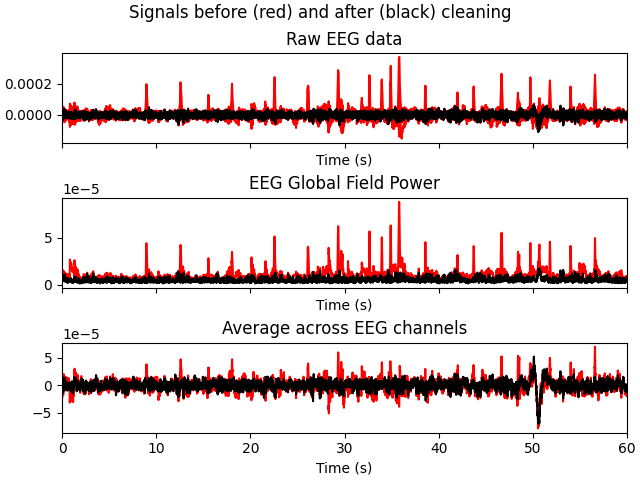 Signals before (red) and after (black) cleaning
Raw EEG data
0.0002
0.0000
Time (s)
EEG Global Field Power
1e−5
5
0
Time (s)
Average across EEG channels
1e−5
5
0
−5
0 10 20 30 40 50 60
Time (s)